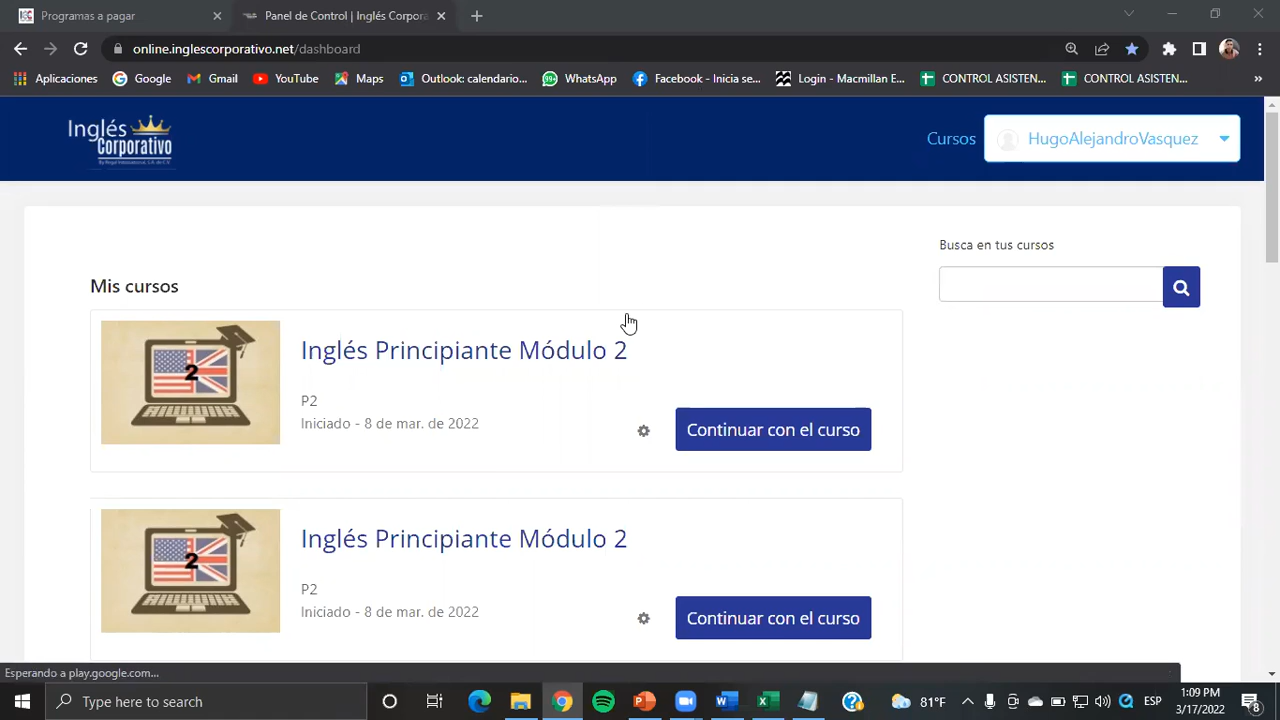 Programas a pagar
Panel de Control | Inglés Corpora
online.inglescorporativo.net/dashboard
Aplicaciones
Google
Gmail
YouTube
Maps
Outlook: calendario...
WhatsApp
Facebook - Inicia se...
Login - Macmillan E...
CONTROL ASISTEN...
CONTROL ASISTEN...
»
Inglés
Corporativo
Cursos
HugoAlejandroVasquez
Busca en tus cursos
Mis cursos
2
Inglés Principiante Módulo 2
P2
Iniciado - 8 de mar. de 2022
Continuar con el curso
2
Inglés Principiante Módulo 2
P2
Iniciado - 8 de mar. de 2022
Continuar con el curso
Esperando a play.google.com...
Type here to search
81°F
ESP
1:09 PM
3/17/2022
8